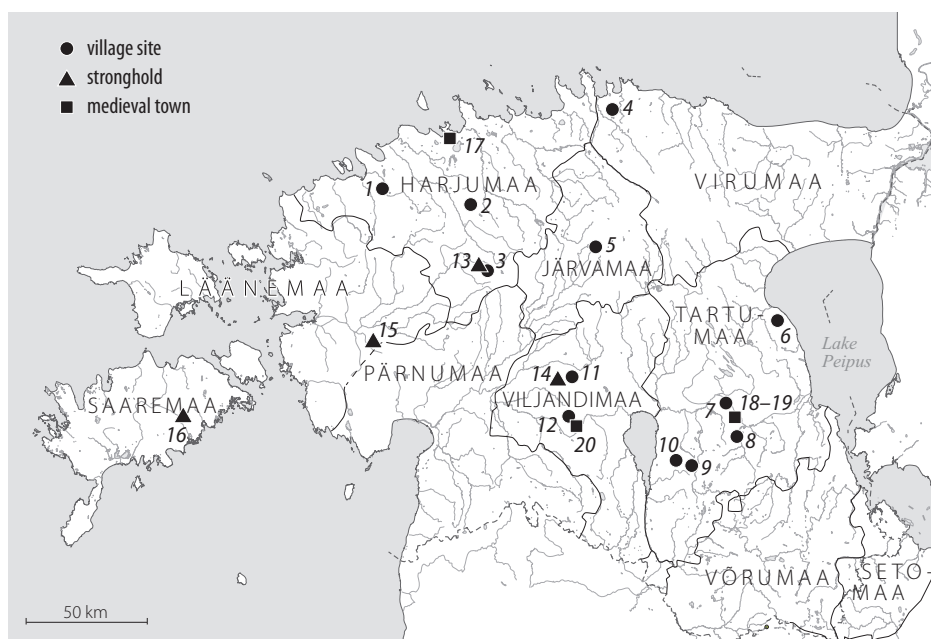 village site
stronghold
medieval town
4
17
1
HARJUMAA
VIRUMAA
2
5
13
3
JÄRVAMAA
LÄÄNEMAA
TARTU-
MAA
6
15
Lake
Peipus
PÄRNUMAA
14
11
SAAREMAA
VILJANDIMAA
7
18–19
16
12
20
8
10
9
VÕRUMAA
SETO-
MAA
50 km